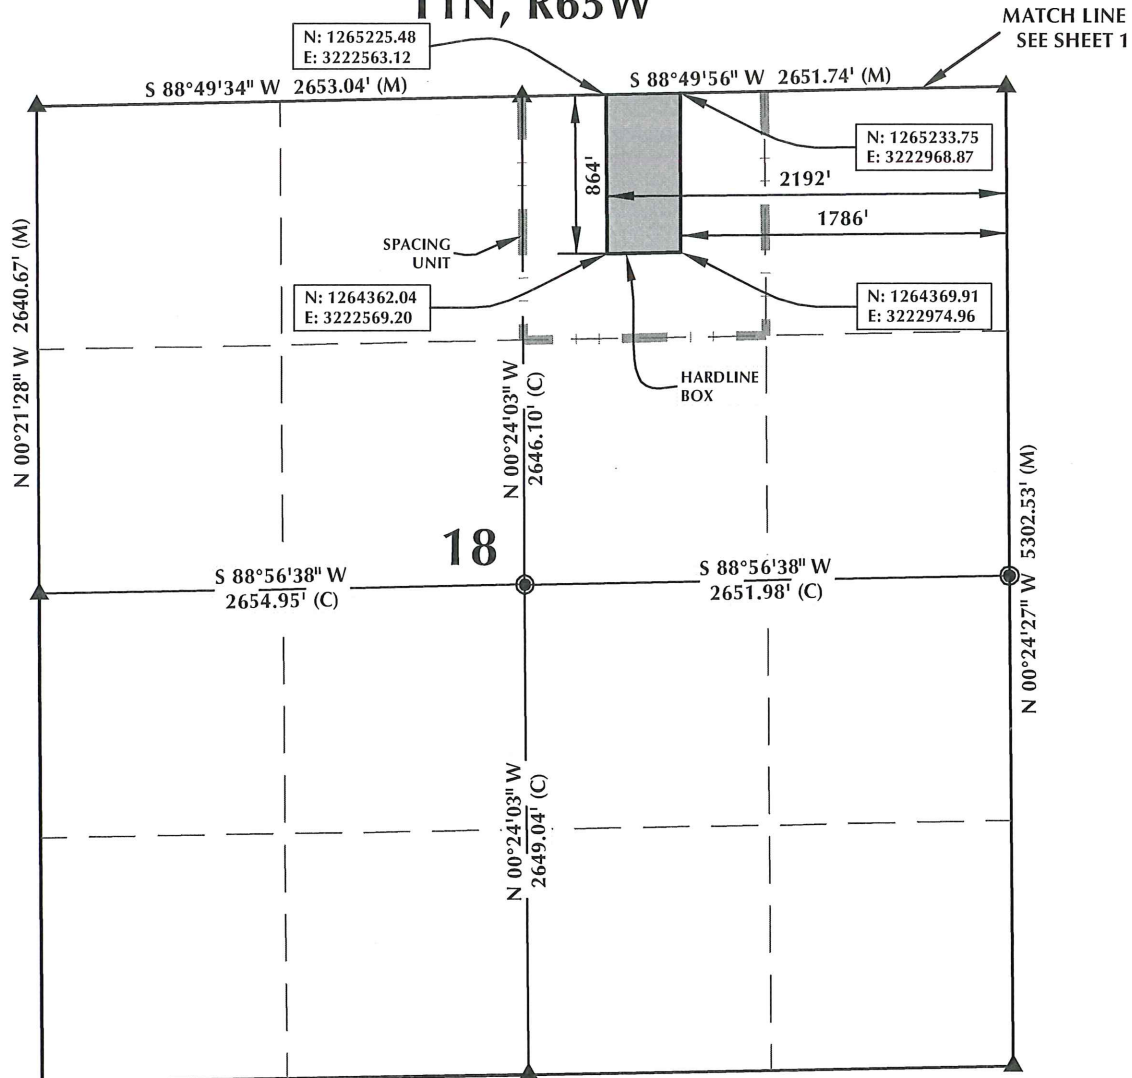 T1N, R65W
MATCH LINE
SEE SHEET 1
N: 1265225.48
E: 3222563.12
S 88°49'34" W 2653.04' (M)
S 88°49'56" W 2651.74' (M)
N: 1265233.75
E: 3222968.87
864'
2192'
1786'
SPACING
UNIT
N: 1264362.04
E: 3222569.20
N: 1264369.91
E: 3222974.96
HARDLINE
BOX
N 00°21'28" W 2640.67' (M)
N 00°24'03" W
2646.10' (C)
N 00°24'27" W 5302.53' (M)
18
S 88°56'38" W
2654.95' (C)
S 88°56'38" W
2651.98' (C)
N 00°24'03" W
2649.04' (C)